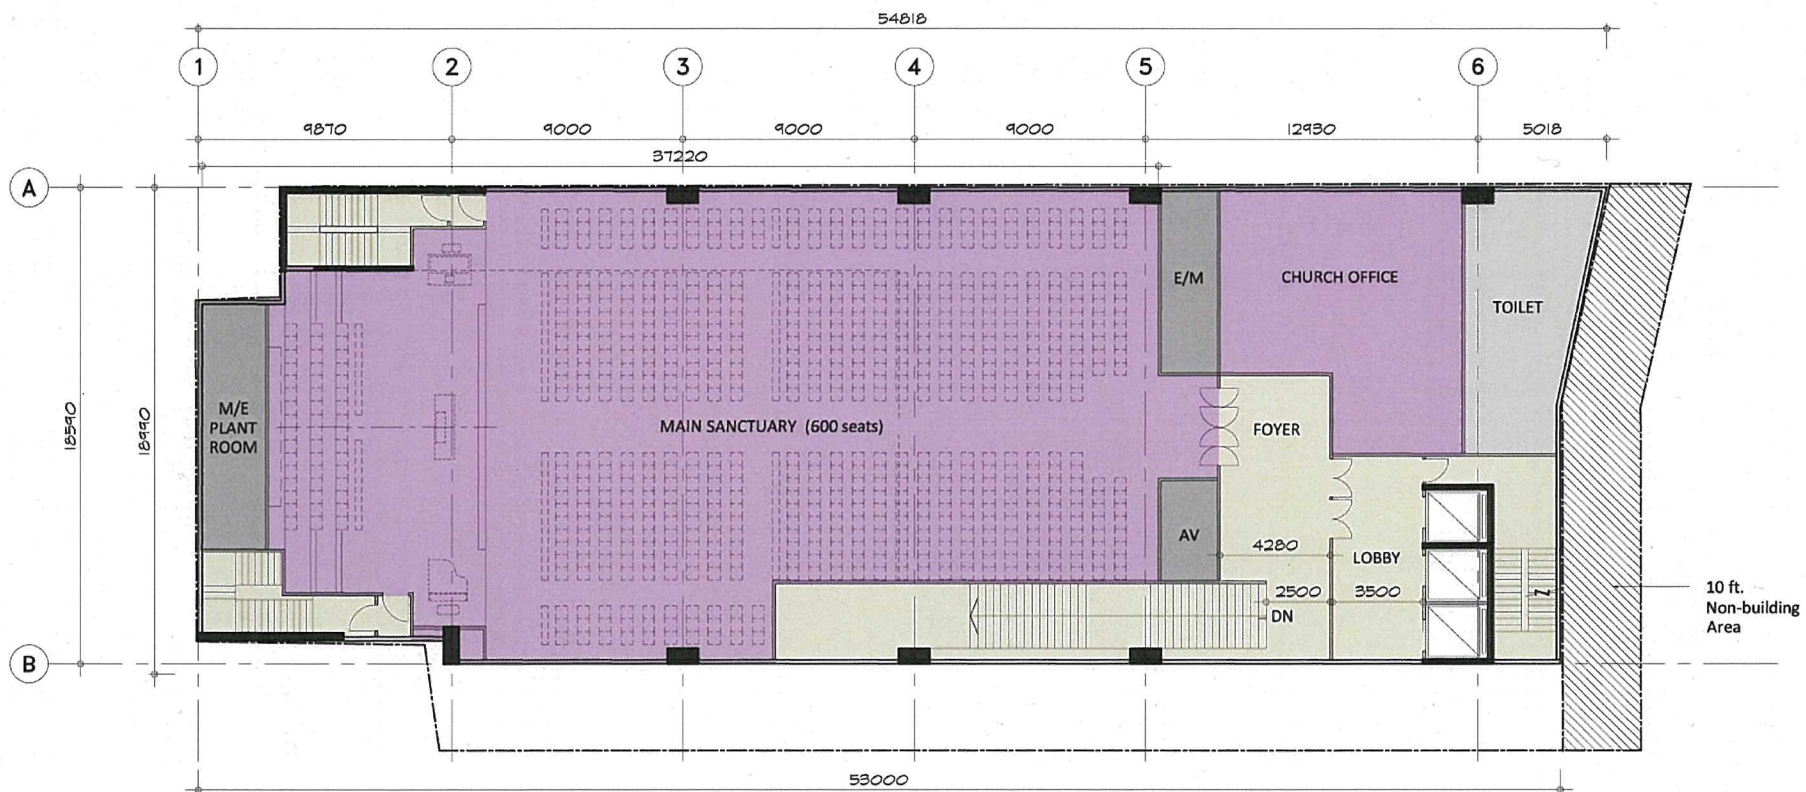 54818
1
2
3
4
5
6
9870
9000
9000
9000
12930
5018
37220
A
E/M
CHURCH OFFICE
TOILET
18590
18990
M/E
PLANT
ROOM
MAIN SANCTUARY (600 seats)
FOYER
AV
4280
LOBBY
2500
3500
DN
Z
10 ft.
Non-building
Area
B
53000